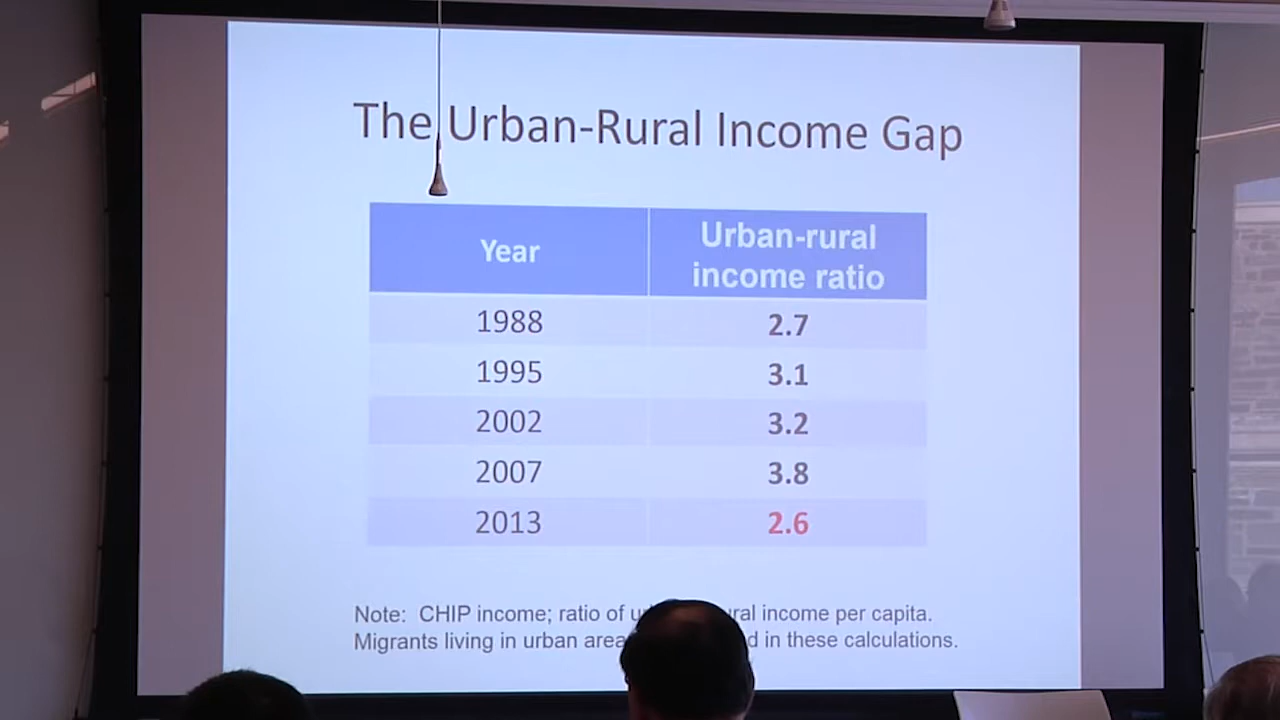 The Urban-Rural Income Gap
Year
Urban-rural
income ratio
1988 2.7
1995 3.1
2002 3.2
2007 3.8
2013 2.6
Note: CHIP income; ratio of income per capita.
Migrants living in urban in these calculations.